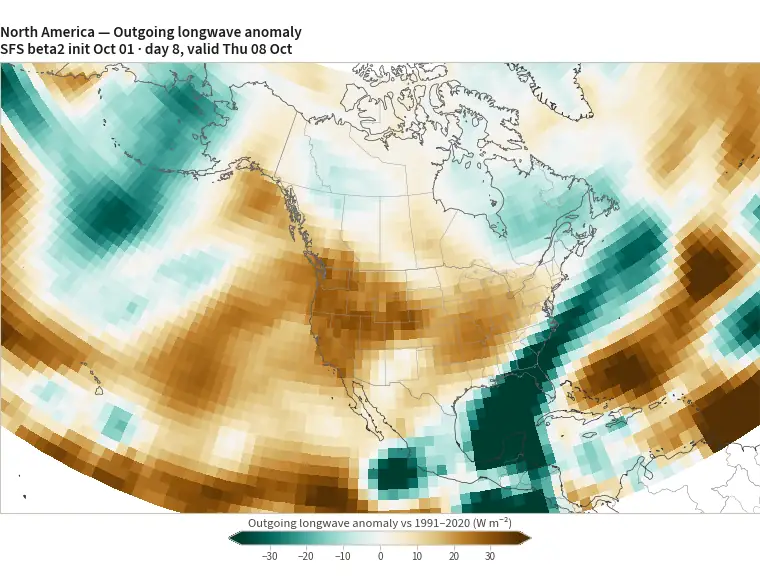 North America — Outgoing longwave anomaly
SFS beta2 init Oct 01 · day 8, valid Thu 08 Oct
Outgoing longwave anomaly vs 1991–2020 (W m⁻²)
−30 −20 −10 0 10 20 30